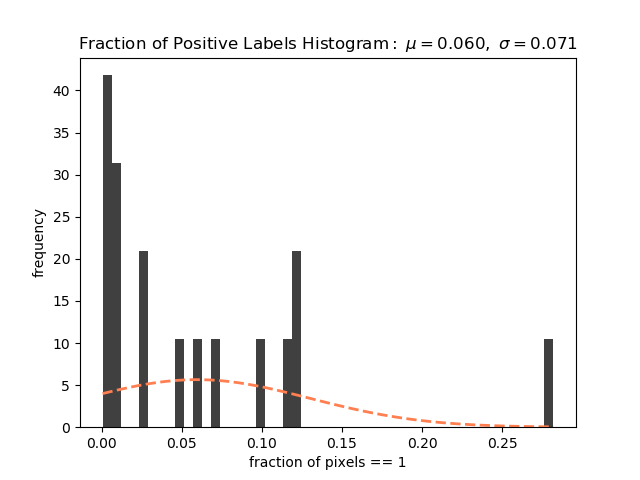 Fraction of Positive Labels Histogram : μ = 0.060, σ = 0.071
frequency
40
35
30
25
20
15
10
5
0
0.00 0.05 0.10 0.15 0.20 0.25
fraction of pixels == 1